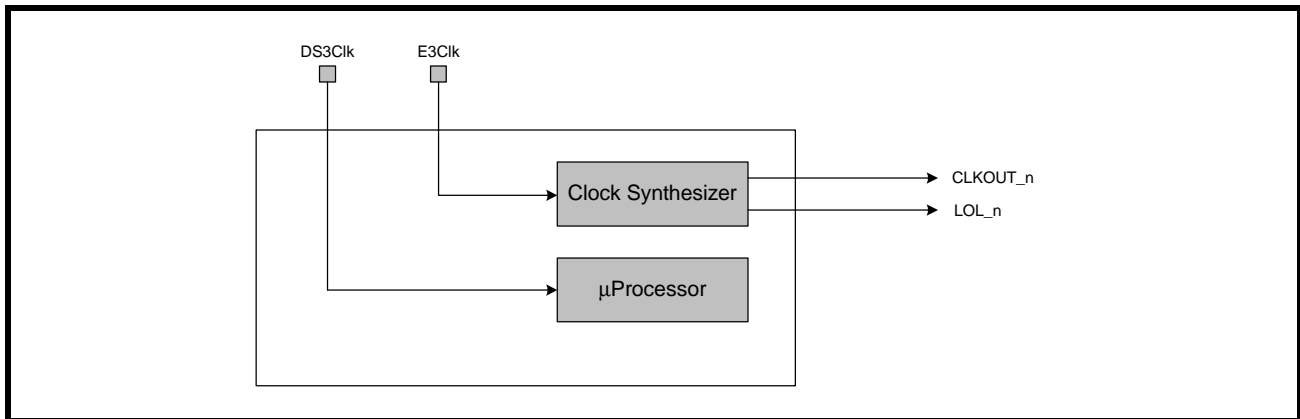 DS3Clk
E3Clk
Clock Synthesizer
CLKOUT_n
LOL_n
μProcessor